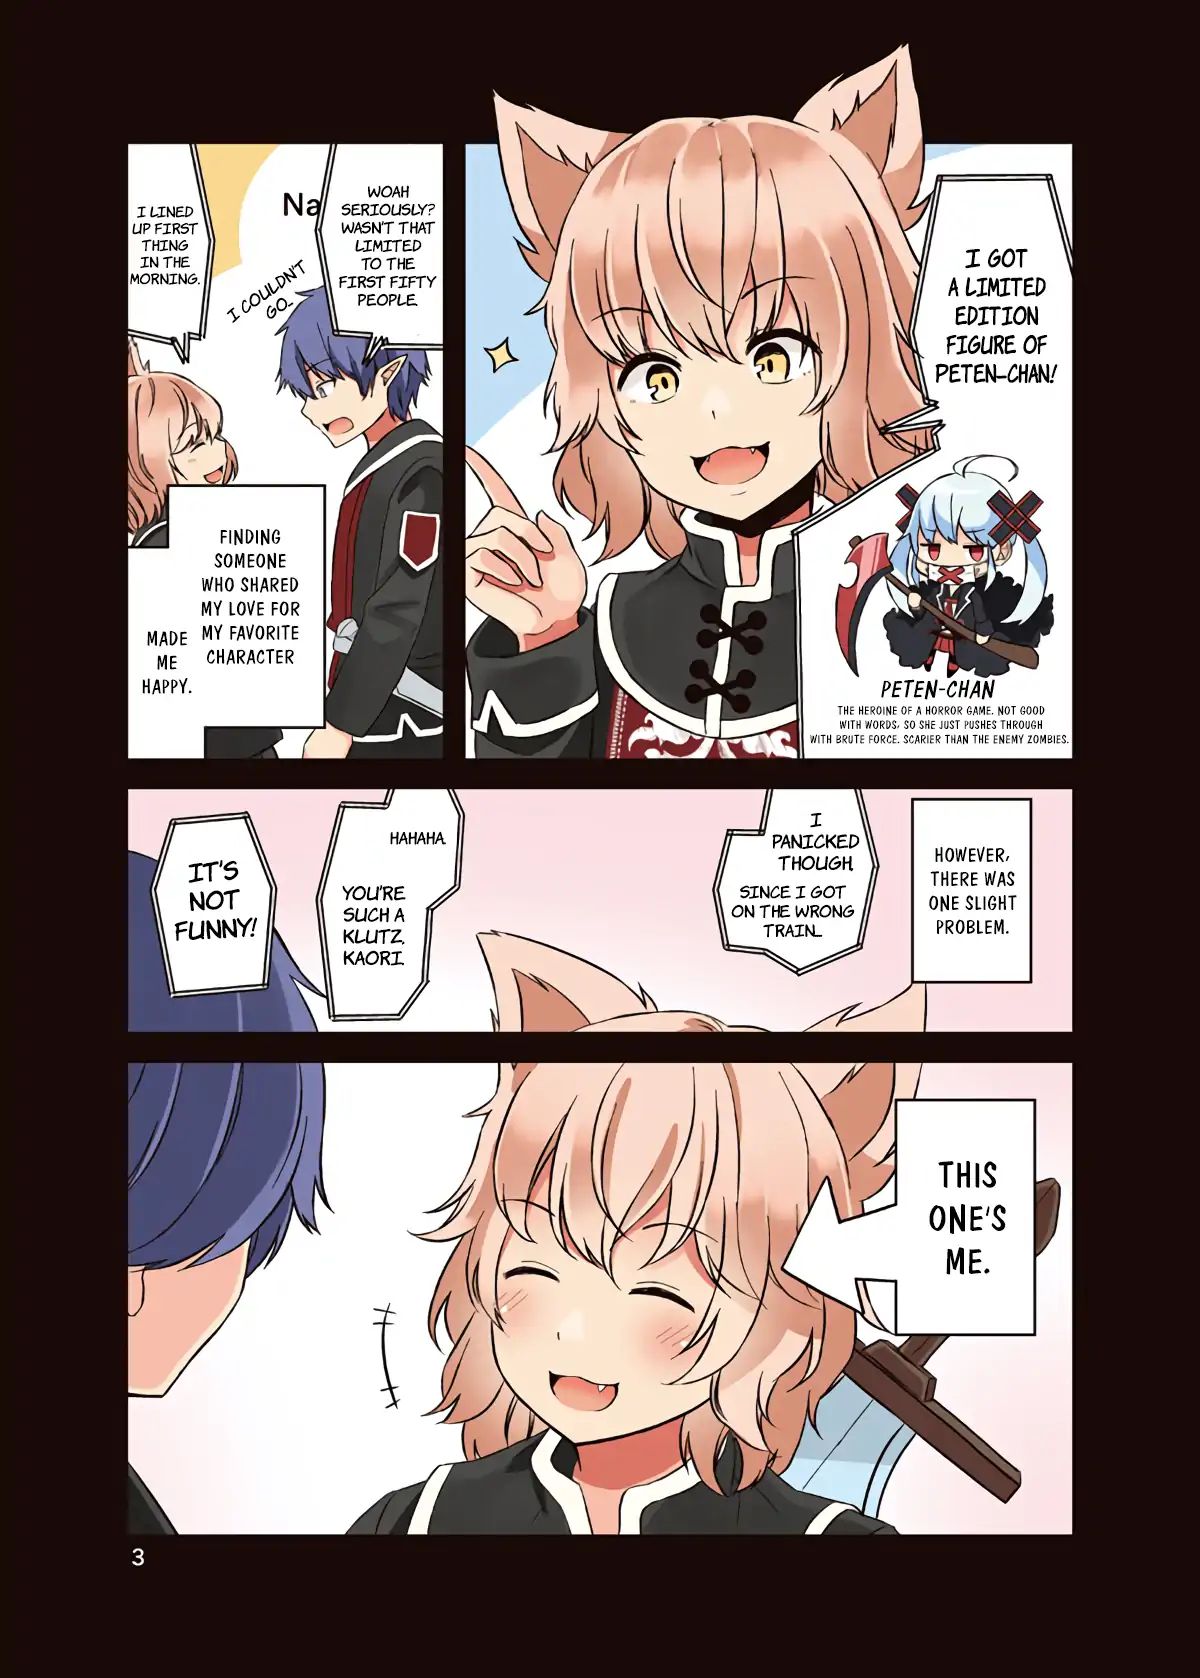 I GOT
A LIMITED
EDITION
FIGURE OF
PETEN-CHAN!
PETEN-CHAN
THE HEROINE OF A HORROR GAME. NOT GOOD
WITH WORDS, SO SHE JUST PUSHES THROUGH
WITH BRUTE FORCE. SCARIER THAN THE ENEMY ZOMBIES.
WOAH
SERIOUSLY?
WASN'T THAT
LIMITED
TO THE
FIRST FIFTY
PEOPLE.
Na
I COULDN'T
GO...
I LINED
UP FIRST
THING
IN THE
MORNING.
FINDING
SOMEONE
WHO SHARED
MY LOVE FOR
MY FAVORITE
CHARACTER
MADE
ME
HAPPY.
HOWEVER,
THERE WAS
ONE SLIGHT
PROBLEM.
I
PANICKED
THOUGH,
SINCE I GOT
ON THE WRONG
TRAIN...
HAHAHA.
YOU'RE
SUCH A
KLUTZ,
KAORI.
IT'S
NOT
FUNNY!
THIS
ONE'S
ME.
3